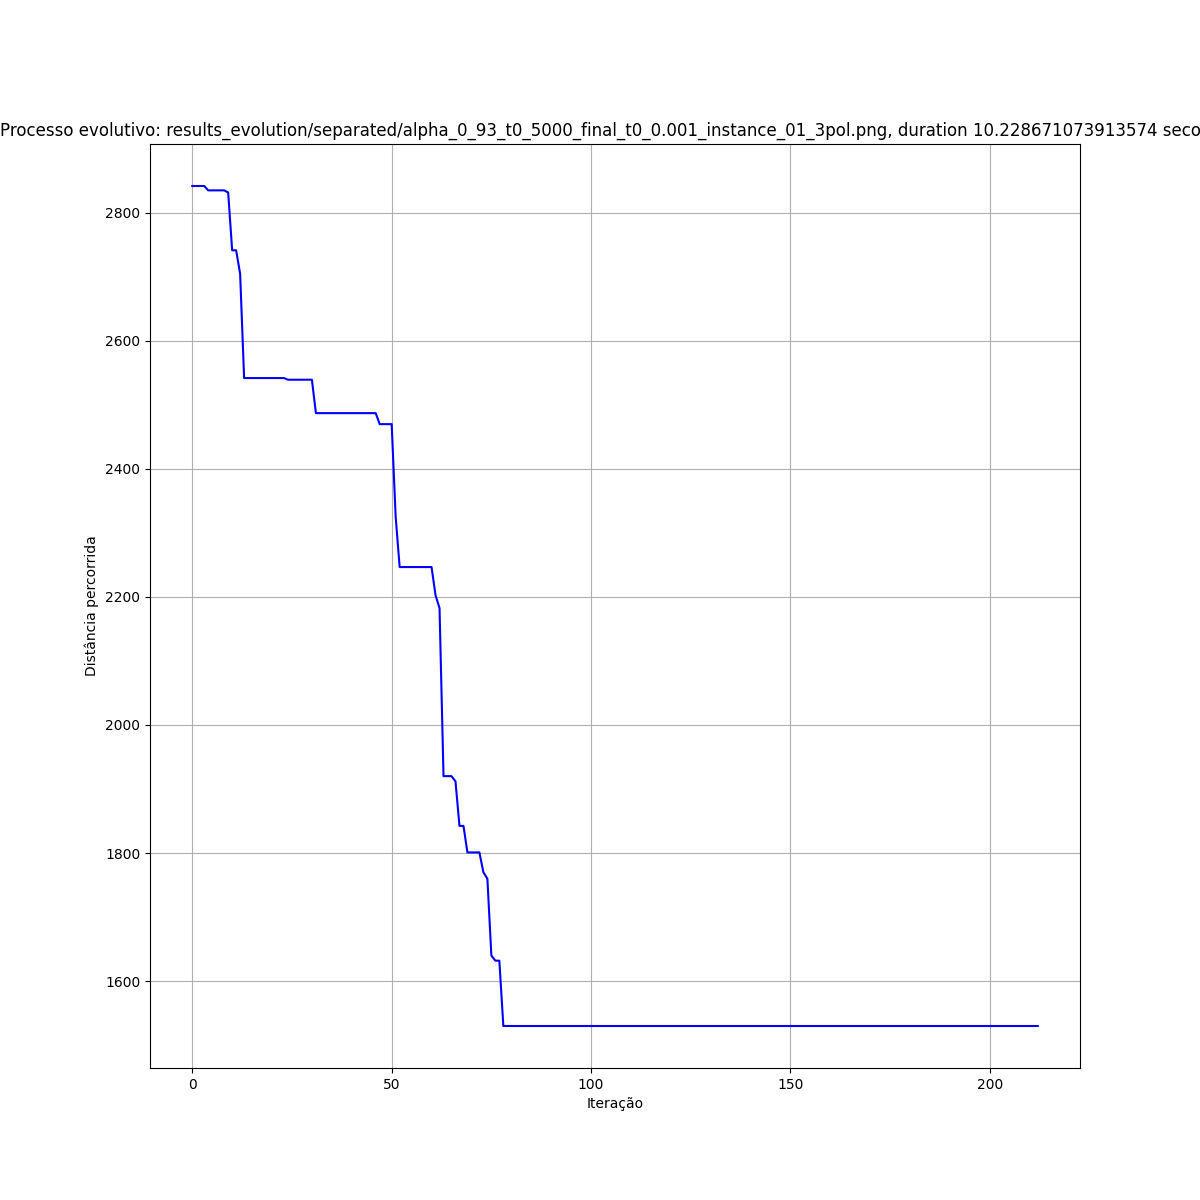 Processo evolutivo: results_evolution/separated/alpha_0_93_t0_5000_final_t0_0.001_instance_01_3pol.png, duration 10.228671073913574 seco
2800
2600
2400
2200
2000
1800
1600
Distância percorrida
0 50 100 150 200
Iteração